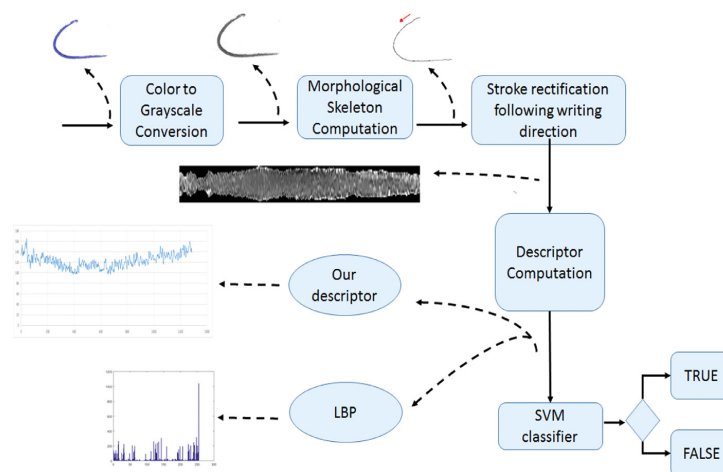 Color to
Grayscale
Conversion
Morphological
Skeleton
Computation
Stroke rectification
following writing
direction
Descriptor
Computation
Our
descriptor
LBP
SVM
classifier
TRUE
FALSE